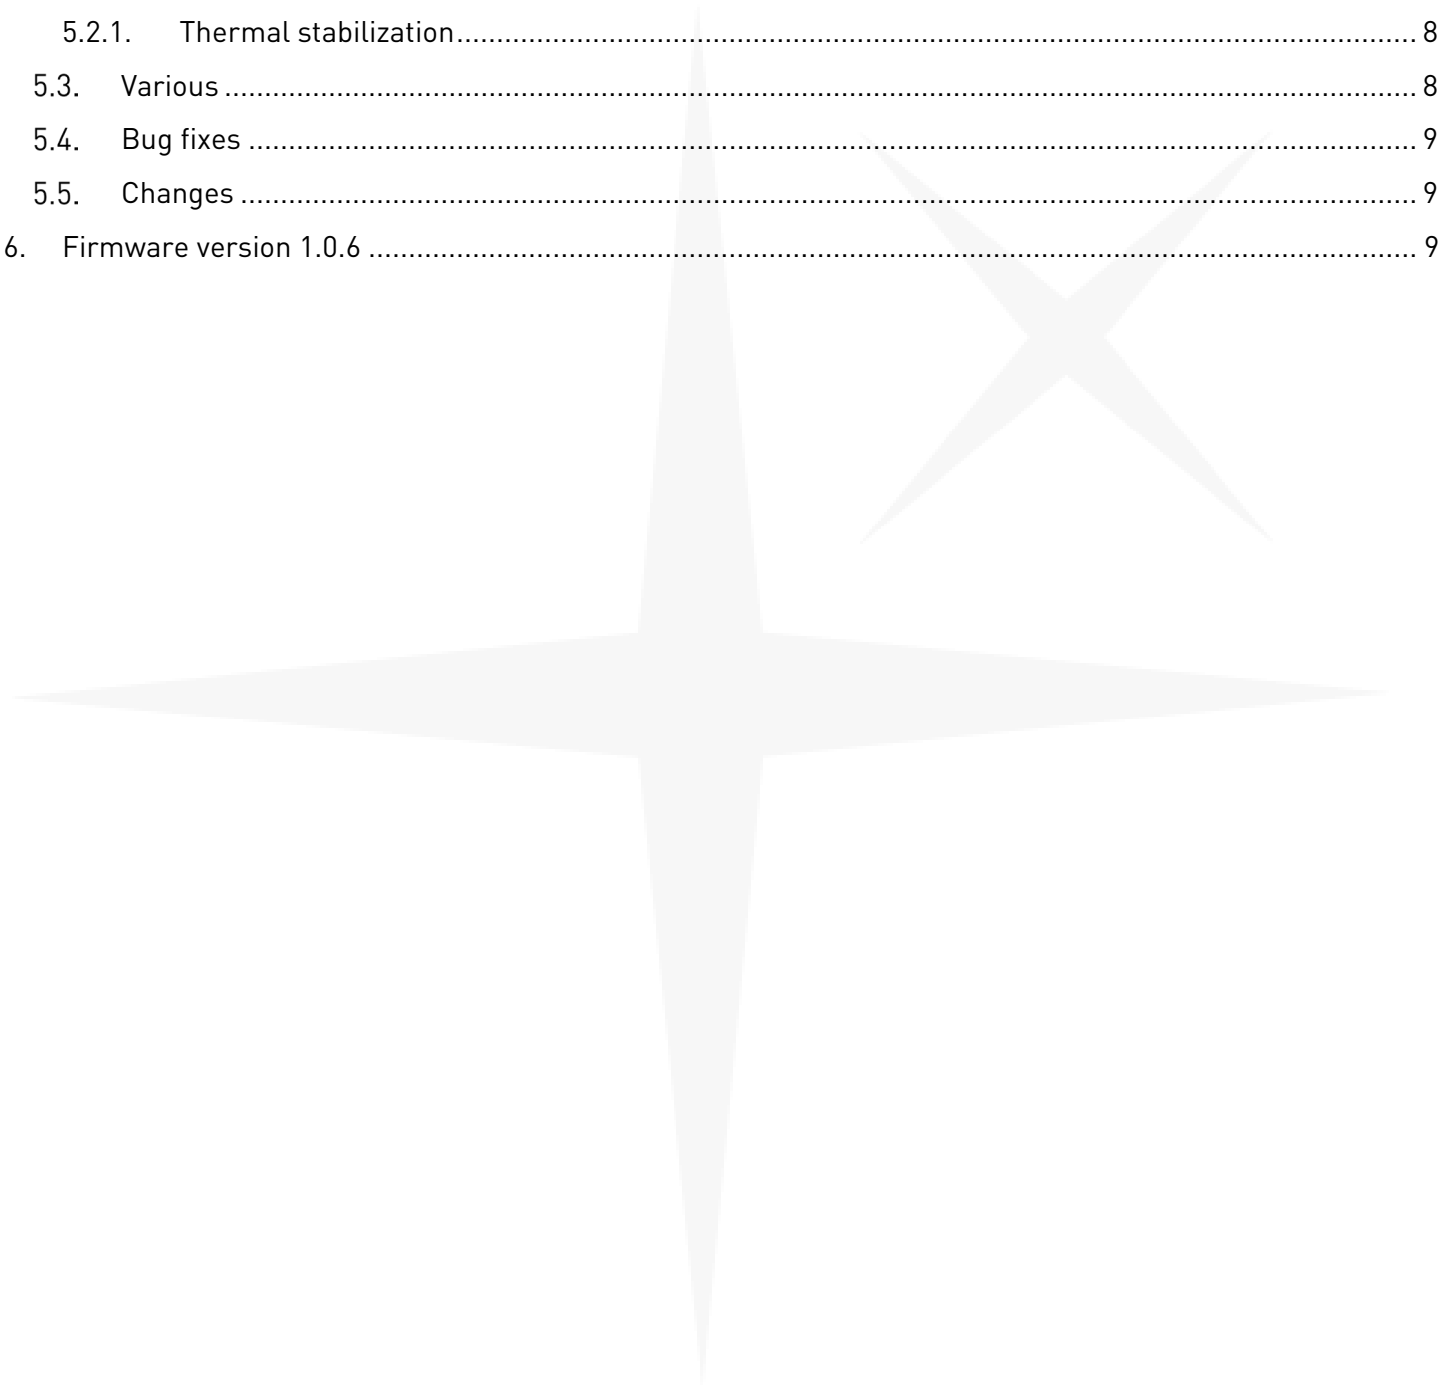 5.2.1. Thermal stabilization........................................................................................................................ 8
5.3. Various ..................................................................................................................................................... 8
5.4. Bug fixes .................................................................................................................................................. 9
5.5. Changes ................................................................................................................................................... 9
6. Firmware version 1.0.6 ................................................................................................................................... 9